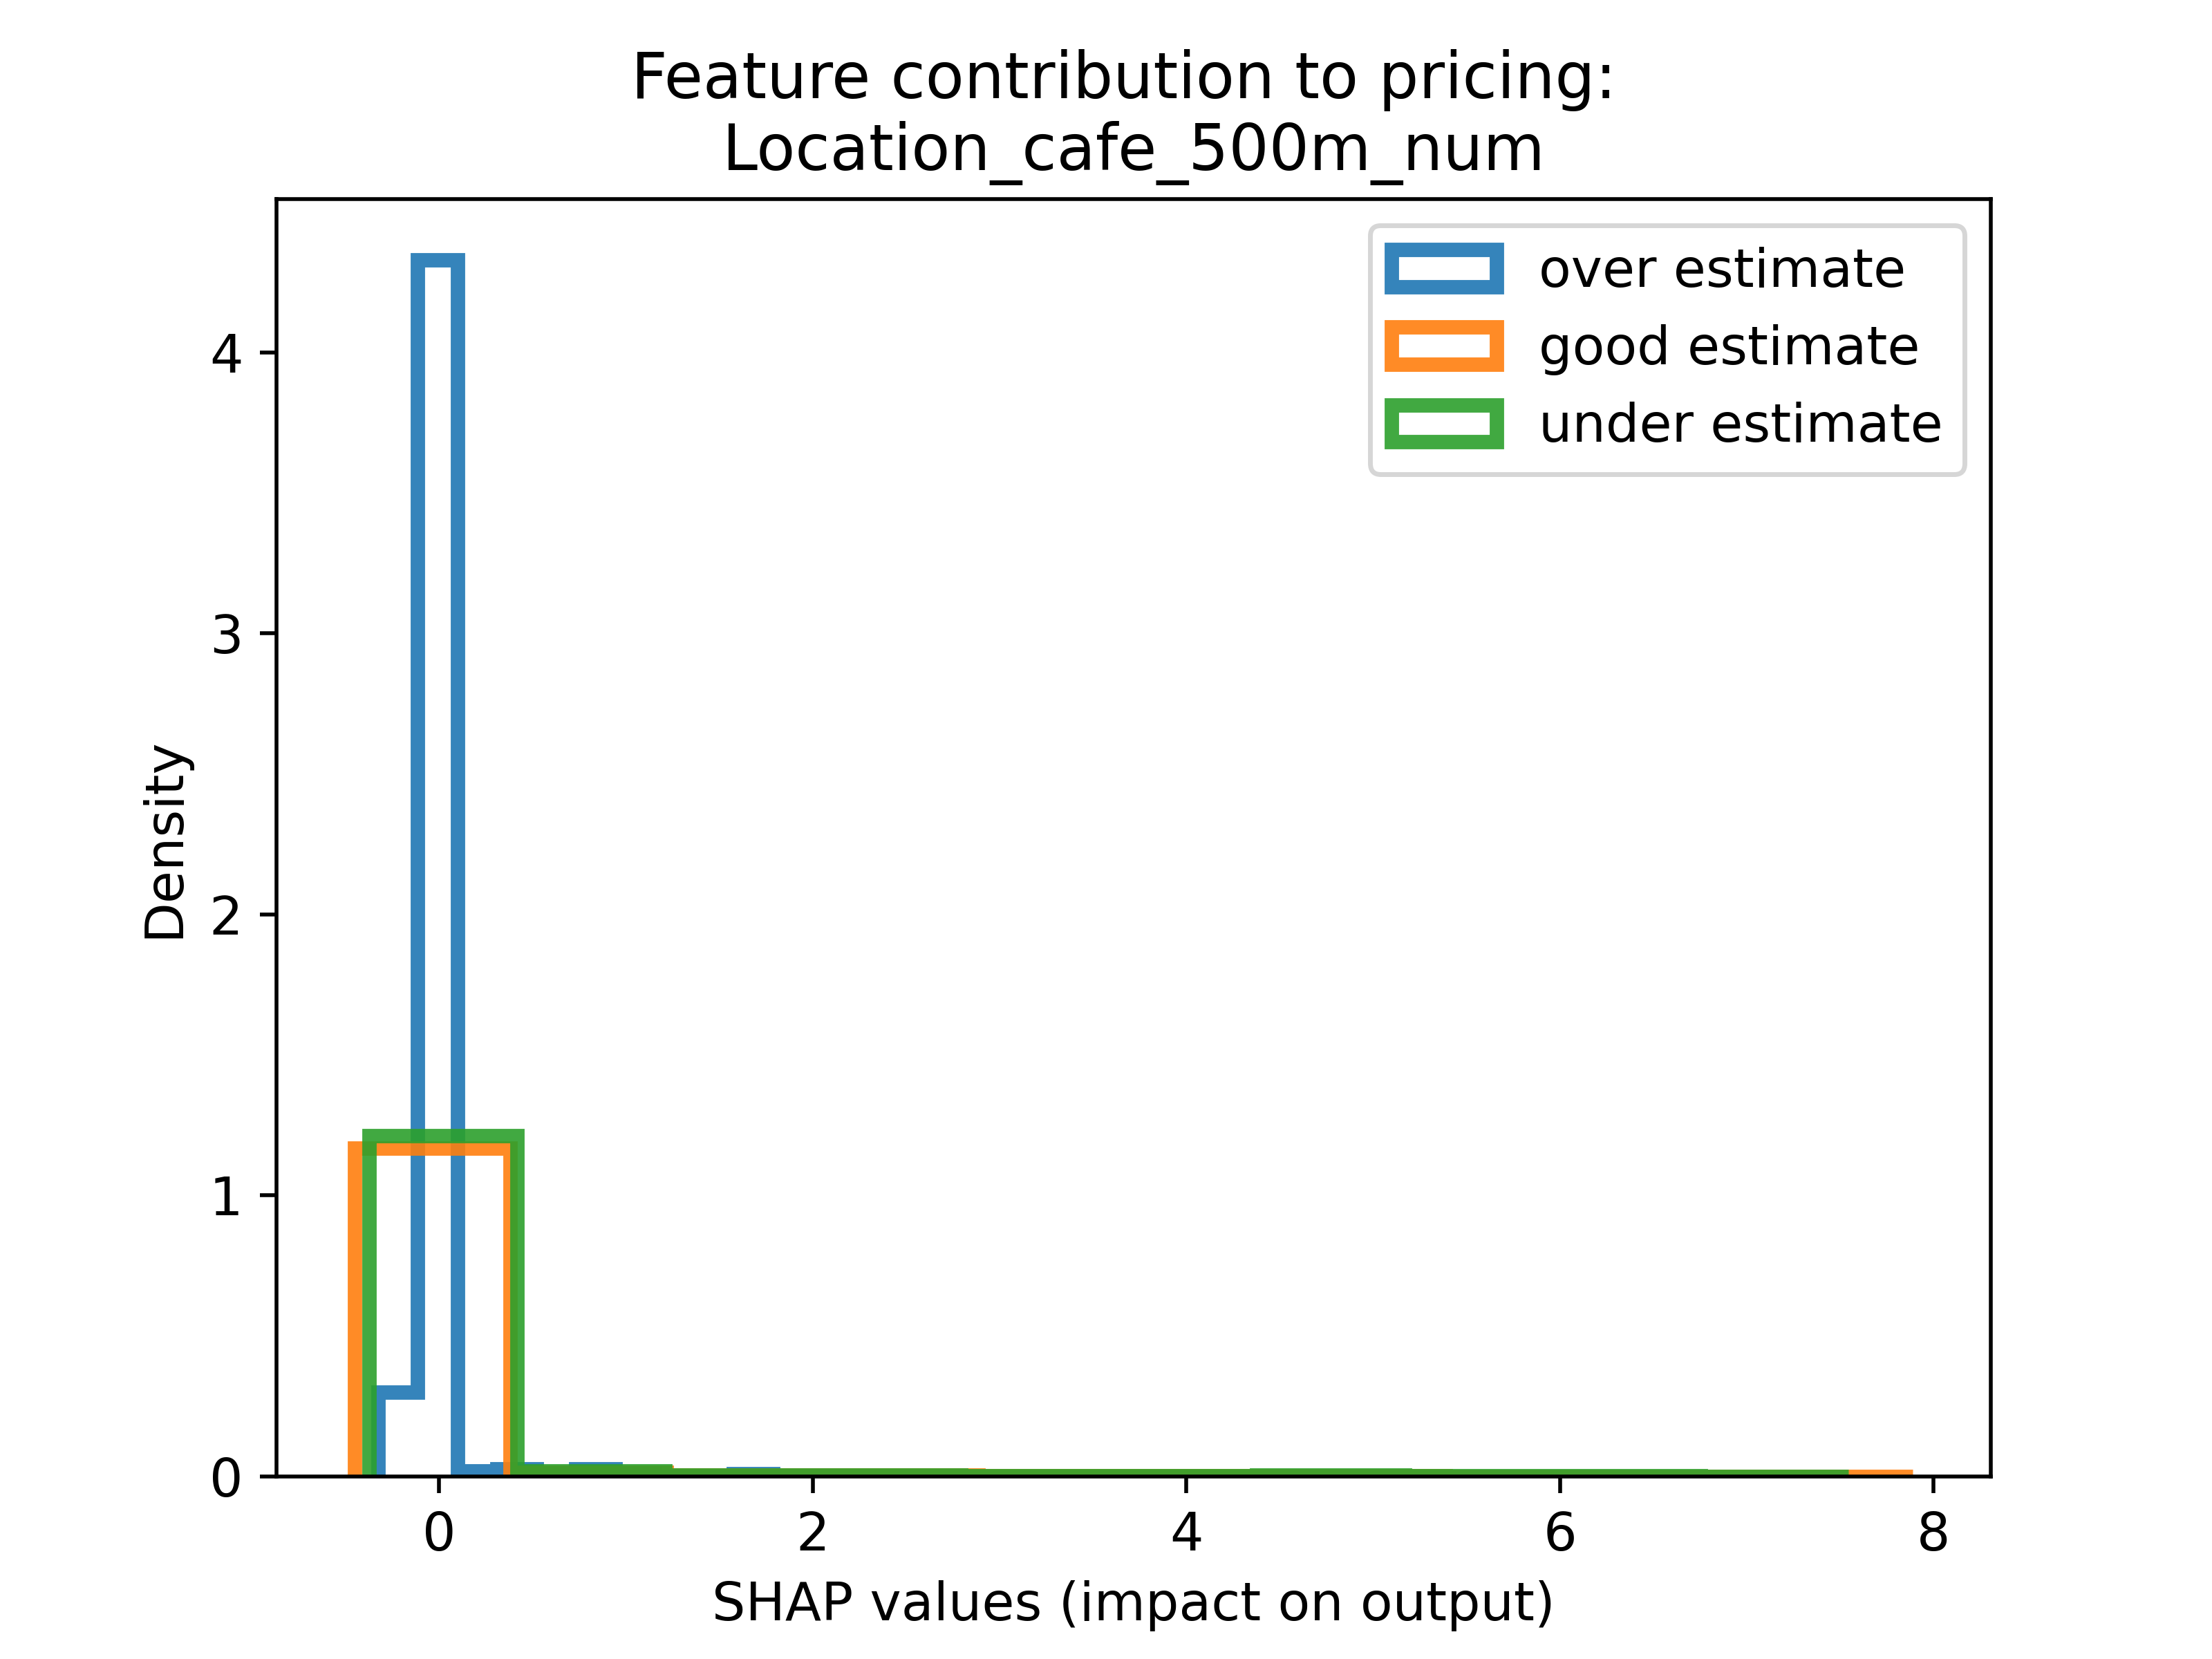 Feature contribution to pricing:
Location_cafe_500m_num
over estimate
good estimate
under estimate
4
3
2
1
0
Density
0 2 4 6 8
SHAP values (impact on output)